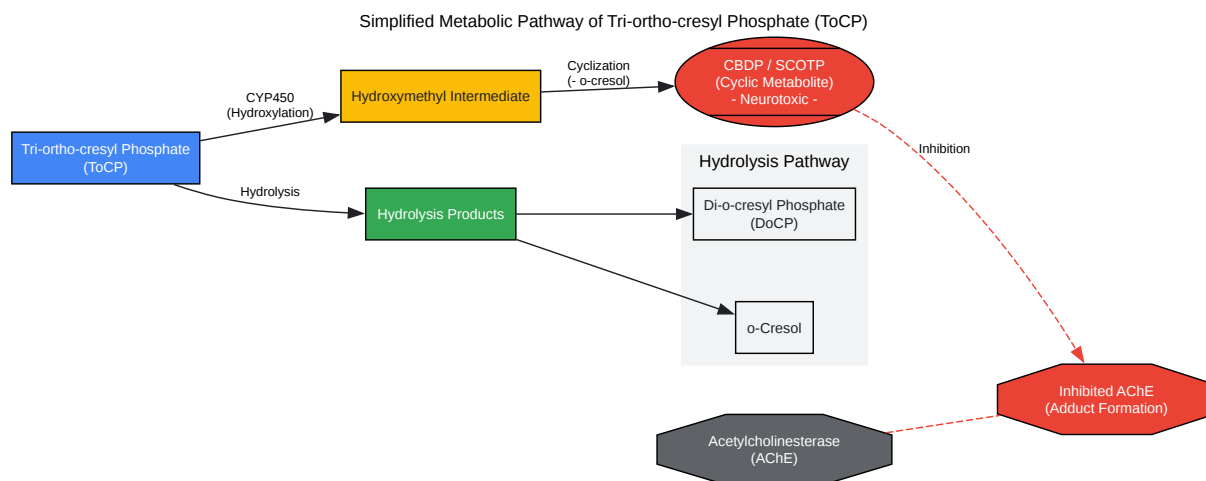 Simplified Metabolic Pathway of Tri-ortho-cresyl Phosphate (ToCP)
Tri-ortho-cresyl Phosphate
(ToCP)
CYP450
(Hydroxylation)
Hydroxymethyl Intermediate
Cyclization
(- o-cresol)
CBDP / SCOTP
(Cyclic Metabolite)
- Neurotoxic -
Inhibition
Hydrolysis
Hydrolysis Products
Hydrolysis Pathway
Di-o-cresyl Phosphate
(DoCP)
o-Cresol
Inhibited AChE
(Adduct Formation)
Acetylcholinesterase
(AChE)